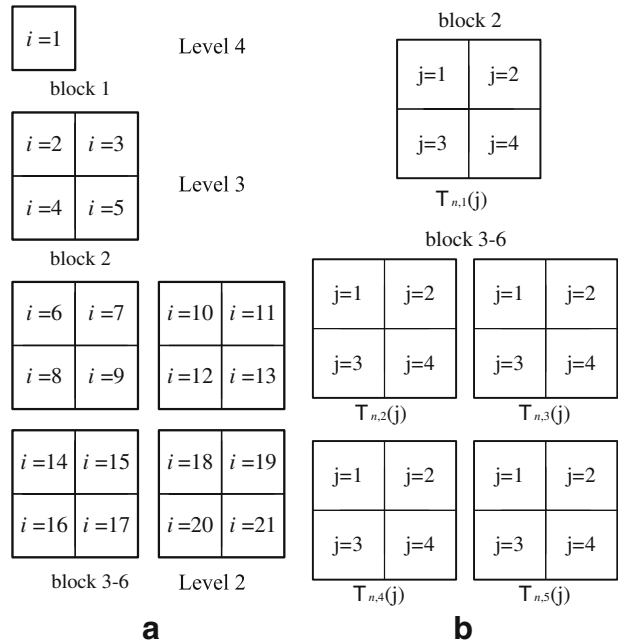 i =1
Level 4
block 1
i =2 i =3
Level 3
i =4 i =5
block 2
i =6 i =7 i =10 i =11
i =8 i =9 i =12 i =13
i =14 i =15 i =18 i =19
i =16 i =17 i =20 i =21
block 3-6 Level 2
a
block 2
j=1 j=2
j=3 j=4
T n,1(j)
block 3-6
j=1 j=2 j=1 j=2
j=3 j=4 j=3 j=4
T n,2(j) T n,3(j)
j=1 j=2 j=1 j=2
j=3 j=4 j=3 j=4
T n,4(j) T n,5(j)
b